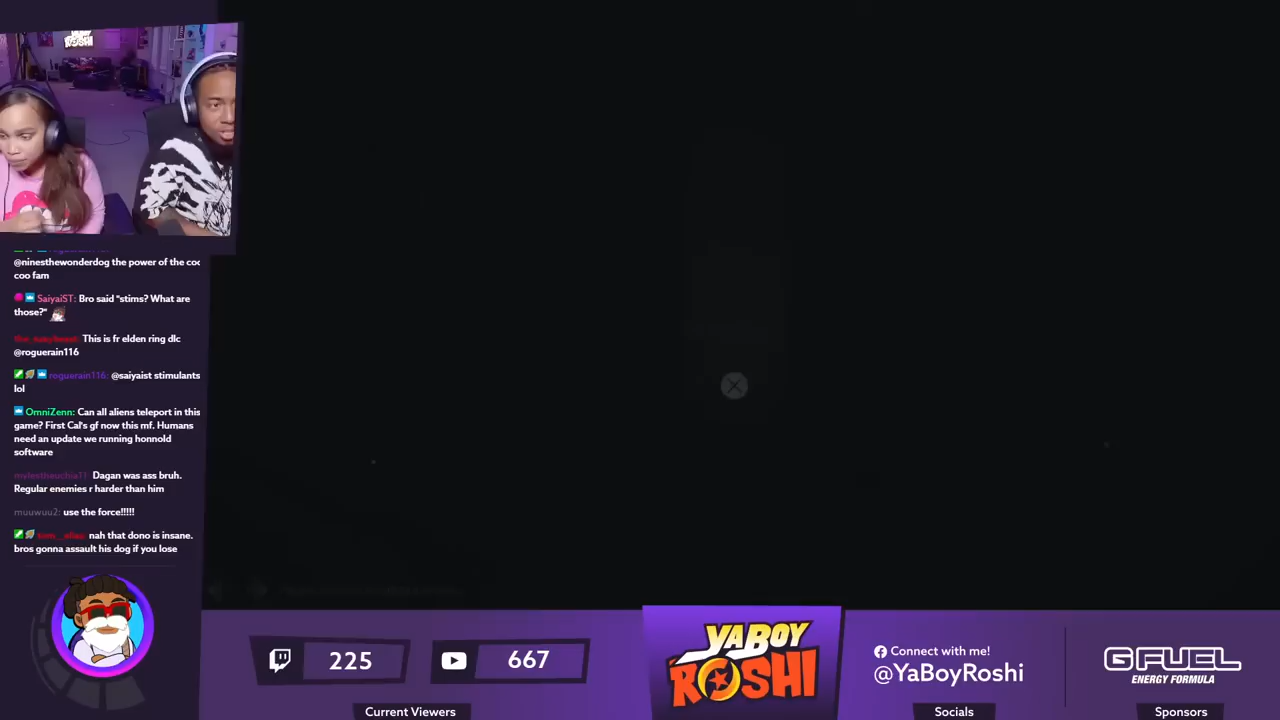 YABOY
ROSHI
@ninesthewonderdog the power of the coc
coo fam
SaiyaiST: Bro said "stims? What are
those?"
This is fr elden ring dlc
@roguerain116
roguerain116: @saiyaist stimulants
lol
OmniZenn: Can all aliens teleport in this
game? First Cal's gf now this mf. Humans
need an update we running honnold
software
Dagan was ass bruh.
Regular enemies r harder than him
muuwuu2: use the force!!!!!
nah that dono is insane.
bros gonna assault his dog if you lose
225
667
Current Viewers
YABOY
ROSHI
Connect with me!
@YaBoyRoshi
Socials
G FUEL
ENERGY FORMULA
Sponsors